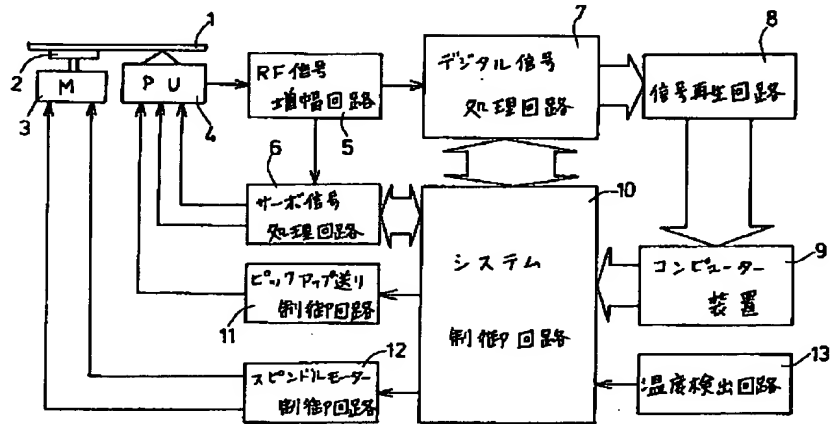 1
2
M
3
PU
4
RF信号
増幅回路
5
6
サーボ信号
処理回路
7
デジタル信号
処理回路
8
信号再生回路
10
システム
制御回路
9
コンピューター
装置
ピックアップ送り
制御回路
11
12
スピンドルモーター
制御回路
13
温度検出回路